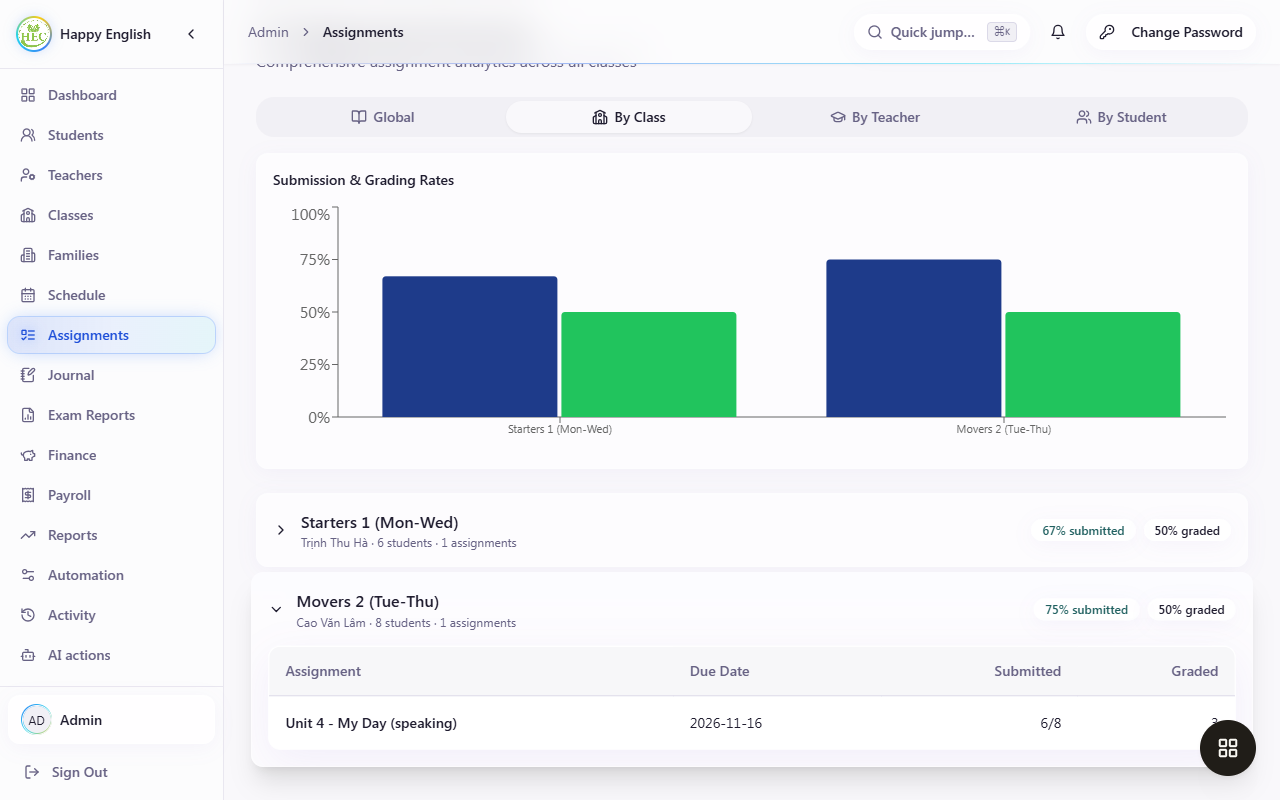 HEC
Happy English
Admin
Assignments
Quick jump...
⌘K
Change Password
Dashboard
Students
Teachers
Classes
Families
Schedule
Assignments
Journal
Exam Reports
Finance
Payroll
Reports
Automation
Activity
AI actions
AD
Admin
Sign Out
Comprehensive assignment analytics across all classes
Global
By Class
By Teacher
By Student
Submission & Grading Rates
100%
75%
50%
25%
0%
Starters 1 (Mon-Wed)
Movers 2 (Tue-Thu)
Starters 1 (Mon-Wed)
Trịnh Thu Hà · 6 students · 1 assignments
67% submitted
50% graded
Movers 2 (Tue-Thu)
Cao Văn Lâm · 8 students · 1 assignments
75% submitted
50% graded
Assignment
Due Date
Submitted
Graded
Unit 4 - My Day (speaking)
2026-11-16
6/8